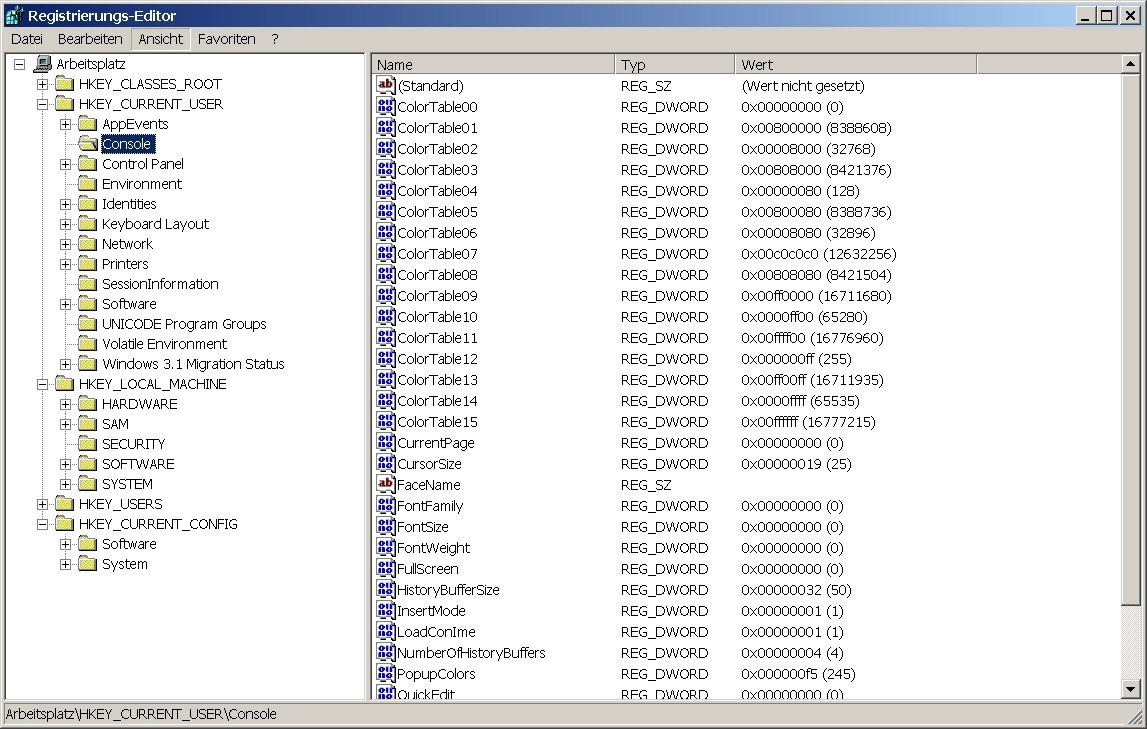 Registrierungs-Editor
Datei Bearbeiten Ansicht Favoriten ?
Arbeitsplatz
HKEY_CLASSES_ROOT
HKEY_CURRENT_USER
AppEvents
Console
Control Panel
Environment
Identities
Keyboard Layout
Network
Printers
SessionInformation
Software
UNICODE Program Groups
Volatile Environment
Windows 3.1 Migration Status
HKEY_LOCAL_MACHINE
HARDWARE
SAM
SECURITY
SOFTWARE
SYSTEM
HKEY_USERS
HKEY_CURRENT_CONFIG
Software
System
Name Typ Wert
(Standard) REG_SZ (Wert nicht gesetzt)
ColorTable00 REG_DWORD 0x00000000 (0)
ColorTable01 REG_DWORD 0x00800000 (8388608)
ColorTable02 REG_DWORD 0x00008000 (32768)
ColorTable03 REG_DWORD 0x00808000 (8421376)
ColorTable04 REG_DWORD 0x00000080 (128)
ColorTable05 REG_DWORD 0x00800080 (8388736)
ColorTable06 REG_DWORD 0x00008080 (32896)
ColorTable07 REG_DWORD 0x00c0c0c0 (12632256)
ColorTable08 REG_DWORD 0x00808080 (8421504)
ColorTable09 REG_DWORD 0x00ff0000 (16711680)
ColorTable10 REG_DWORD 0x0000ff00 (65280)
ColorTable11 REG_DWORD 0x00ffff00 (16776960)
ColorTable12 REG_DWORD 0x000000ff (255)
ColorTable13 REG_DWORD 0x00ff00ff (16711935)
ColorTable14 REG_DWORD 0x0000ffff (65535)
ColorTable15 REG_DWORD 0x00ffffff (16777215)
CurrentPage REG_DWORD 0x00000000 (0)
CursorSize REG_DWORD 0x00000019 (25)
FaceName REG_SZ
FontFamily REG_DWORD 0x00000000 (0)
FontSize REG_DWORD 0x00000000 (0)
FontWeight REG_DWORD 0x00000000 (0)
FullScreen REG_DWORD 0x00000000 (0)
HistoryBufferSize REG_DWORD 0x00000032 (50)
InsertMode REG_DWORD 0x00000001 (1)
LoadConIme REG_DWORD 0x00000001 (1)
NumberOfHistoryBuffers REG_DWORD 0x00000004 (4)
PopupColors REG_DWORD 0x000000f5 (245)
QuickEdit REG_DWORD 0x00000000 (0)
Arbeitsplatz\HKEY_CURRENT_USER\Console